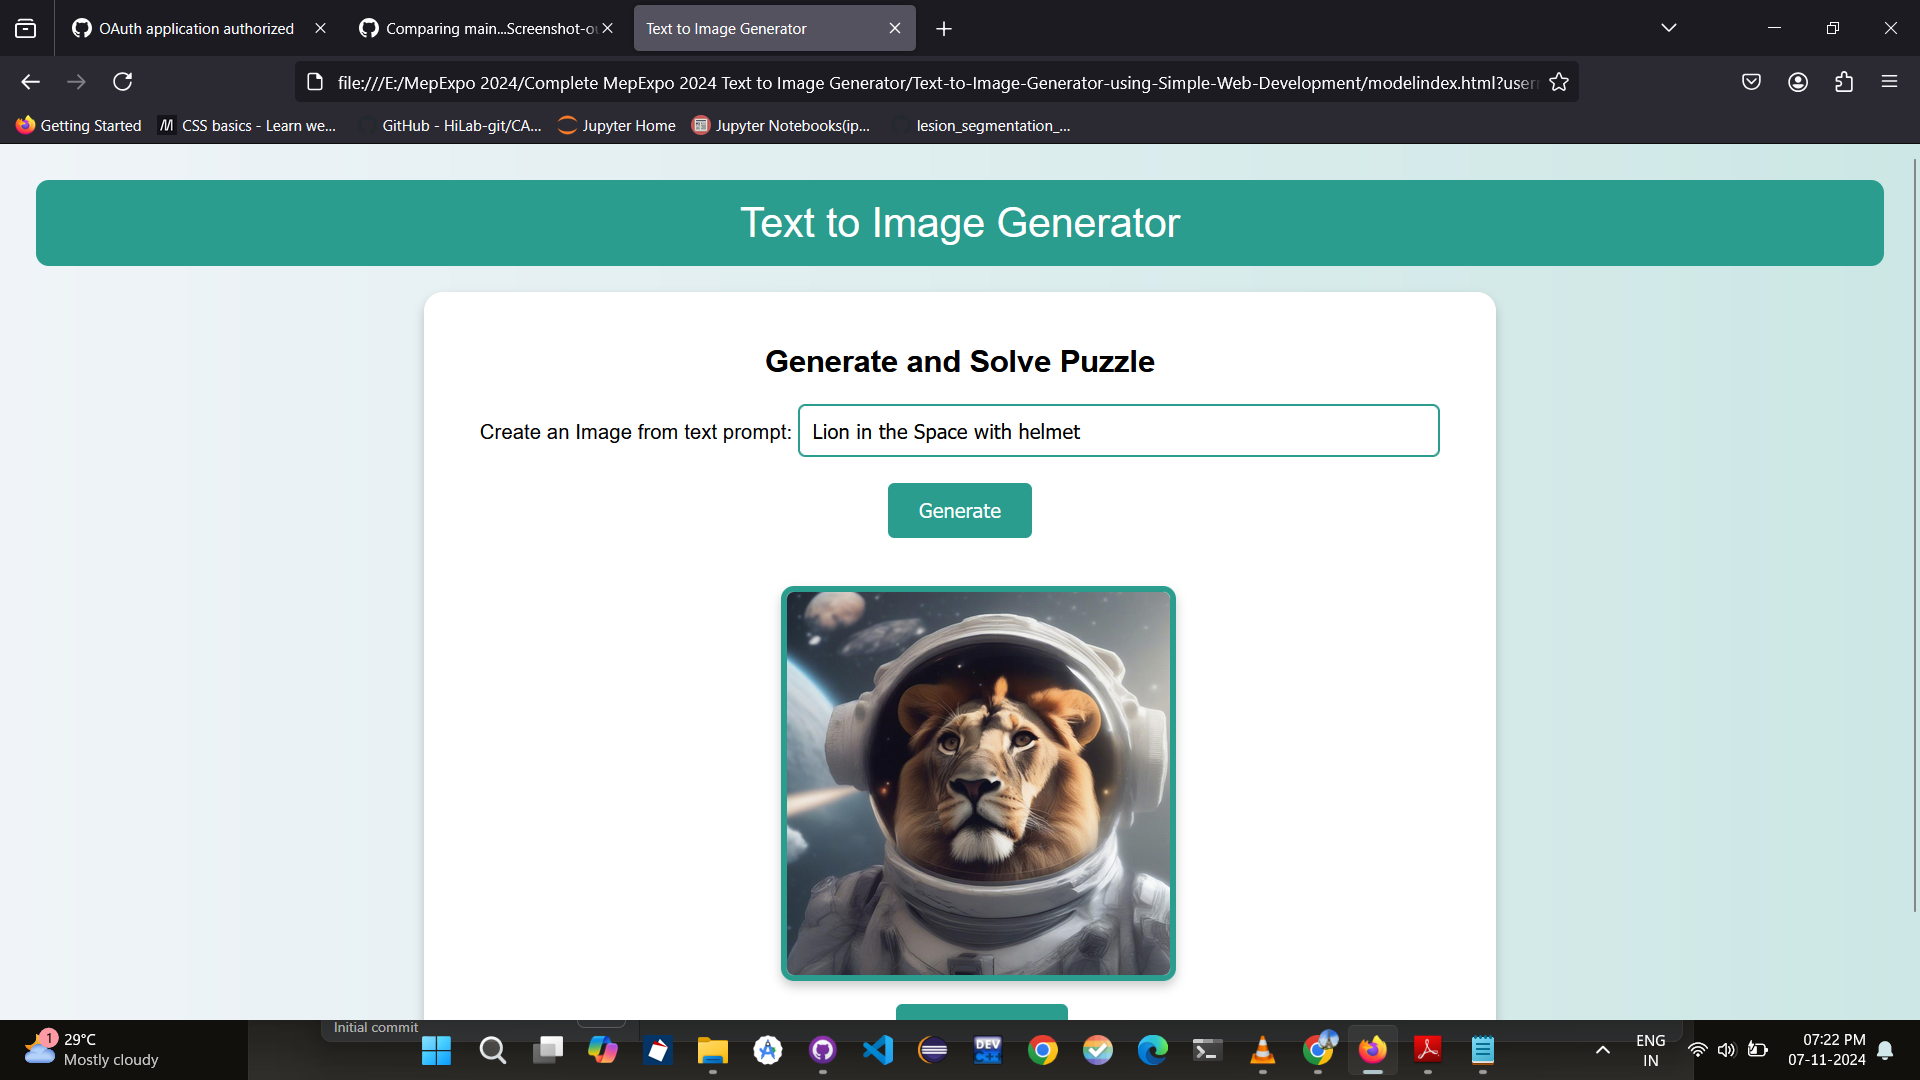 OAuth application authorized
Comparing main...Screenshot-o
Text to Image Generator
file:///E:/MepExpo 2024/Complete MepExpo 2024 Text to Image Generator/Text-to-Image-Generator-using-Simple-Web-Development/modelindex.html?user
Getting Started
CSS basics - Learn we...
GitHub - HiLab-git/CA...
Jupyter Home
Jupyter Notebooks(ip...
lesion_segmentation_...
Text to Image Generator
Generate and Solve Puzzle
Create an Image from text prompt: Lion in the Space with helmet
Generate
Initial commit
1
29°C
Mostly cloudy
DEV
C++
ENG
IN
07:22 PM
07-11-2024